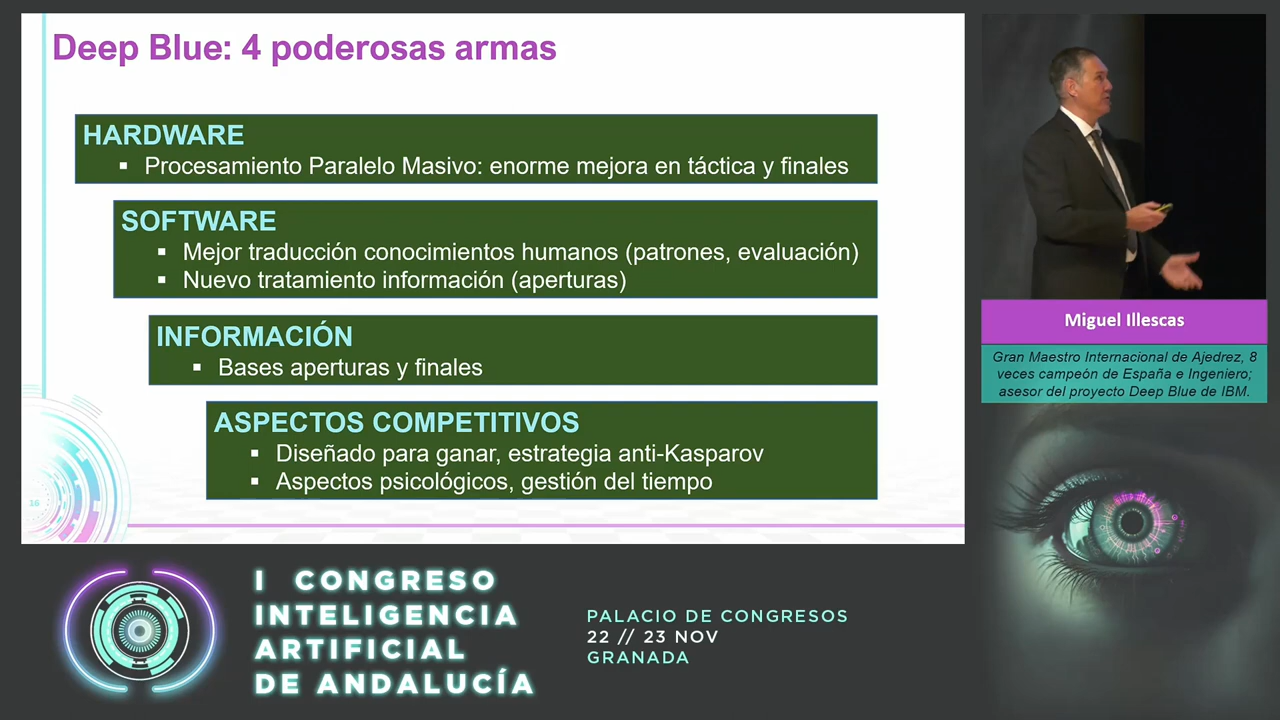 Deep Blue: 4 poderosas armas
HARDWARE
▪ Procesamiento Paralelo Masivo: enorme mejora en táctica y finales
SOFTWARE
▪ Mejor traducción conocimientos humanos (patrones, evaluación)
▪ Nuevo tratamiento información (aperturas)
INFORMACIÓN
▪ Bases aperturas y finales
ASPECTOS COMPETITIVOS
▪ Diseñado para ganar, estrategia anti-Kasparov
▪ Aspectos psicológicos, gestión del tiempo
16
Miguel Illescas
Gran Maestro Internacional de Ajedrez, 8
veces campeón de España e Ingeniero;
asesor del proyecto Deep Blue de IBM.
I CONGRESO
INTELIGENCIA
ARTIFICIAL
DE ANDALUCÍA
PALACIO DE CONGRESOS
22 // 23 NOV
GRANADA